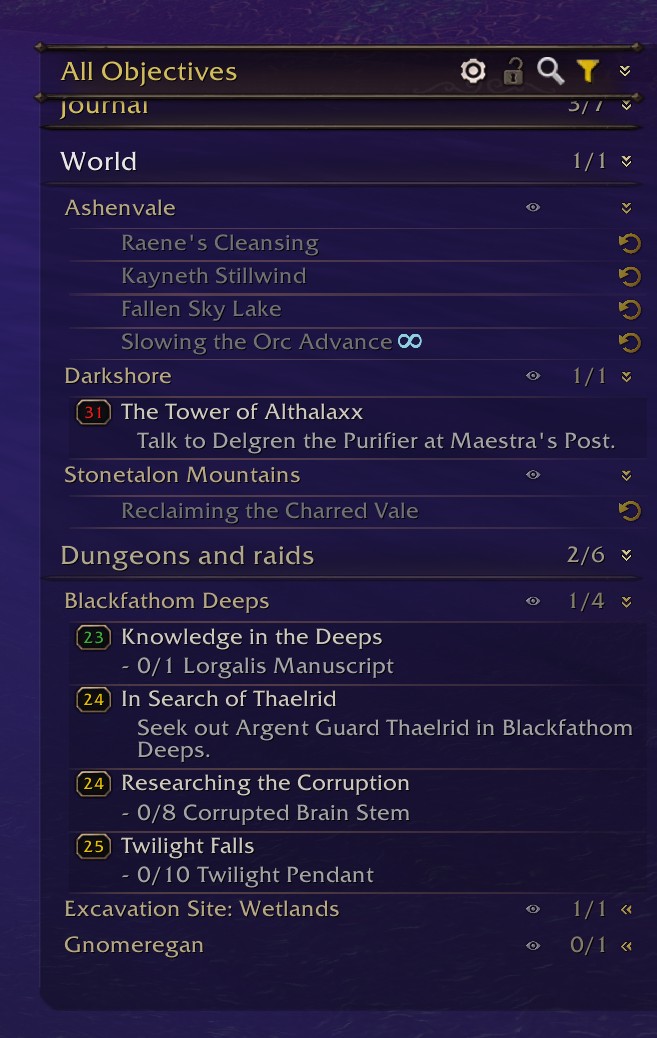 All Objectives
Journal 3/7
World 1/1
Ashenvale
Raene's Cleansing
Kayneth Stillwind
Fallen Sky Lake
Slowing the Orc Advance
Darkshore 1/1
31 The Tower of Althalaxx
Talk to Delgren the Purifier at Maestra's Post.
Stonetalon Mountains
Reclaiming the Charred Vale
Dungeons and raids 2/6
Blackfathom Deeps 1/4
23 Knowledge in the Deeps
- 0/1 Lorgalis Manuscript
24 In Search of Thaelrid
Seek out Argent Guard Thaelrid in Blackfathom
Deeps.
24 Researching the Corruption
- 0/8 Corrupted Brain Stem
25 Twilight Falls
- 0/10 Twilight Pendant
Excavation Site: Wetlands 1/1
Gnomeregan 0/1